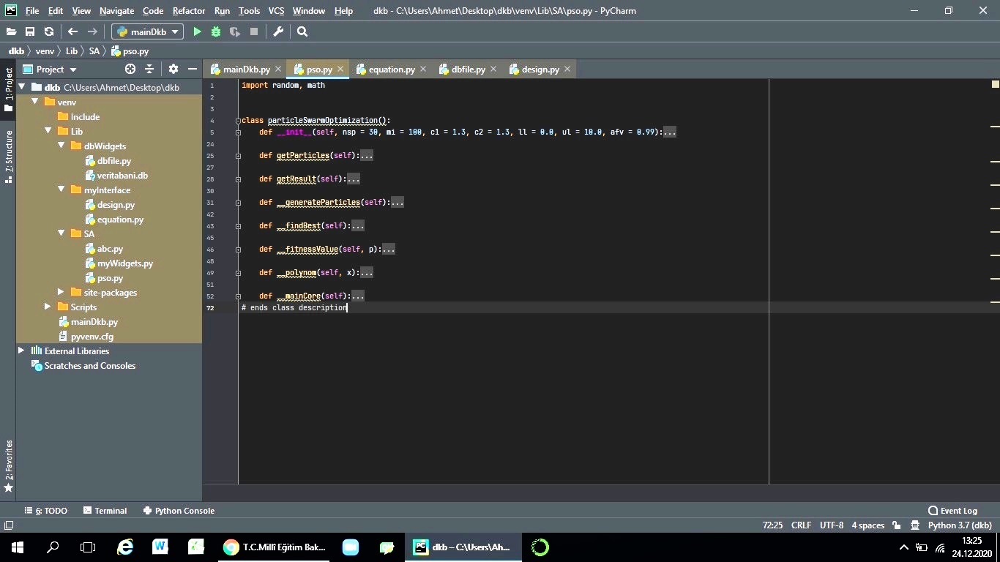 File Edit View Navigate Code Refactor Run Tools VCS Window Help dkb - C:\Users\Ahmet\Desktop\dkb\venv\Lib\SA\pso.py - PyCharm
mainDkb
dkb venv Lib SA pso.py
Project
mainDkb.py pso.py equation.py dbfile.py design.py
1: Project
7: Structure
2: Favorites
dkb C:\Users\Ahmet\Desktop\dkb
venv
Include
Lib
dbWidgets
dbfile.py
veritabani.db
myInterface
design.py
equation.py
SA
abc.py
myWidgets.py
pso.py
site-packages
Scripts
mainDkb.py
pyvenv.cfg
External Libraries
Scratches and Consoles
1 import random, math
2
3
4 class particleSwarmOptimization():
5 def __init__(self, nsp = 30, mi = 100, c1 = 1.3, c2 = 1.3, ll = 0.0, ul = 10.0, afv = 0.99):...
24
25 def getParticles(self):...
27
28 def getResult(self):...
30
31 def __generateParticles(self):...
42
43 def __findBest(self):...
45
46 def __fitnessValue(self, p):...
48
49 def __polynom(self, x):...
51
52 def __mainCore(self):...
72 # ends class description
6: TODO Terminal Python Console Event Log
72:25 CRLF UTF-8 4 spaces Python 3.7 (dkb)
T.C.Millî Eğitim Bak... dkb – C:\Users\Ah...
13:25
24.12.2020